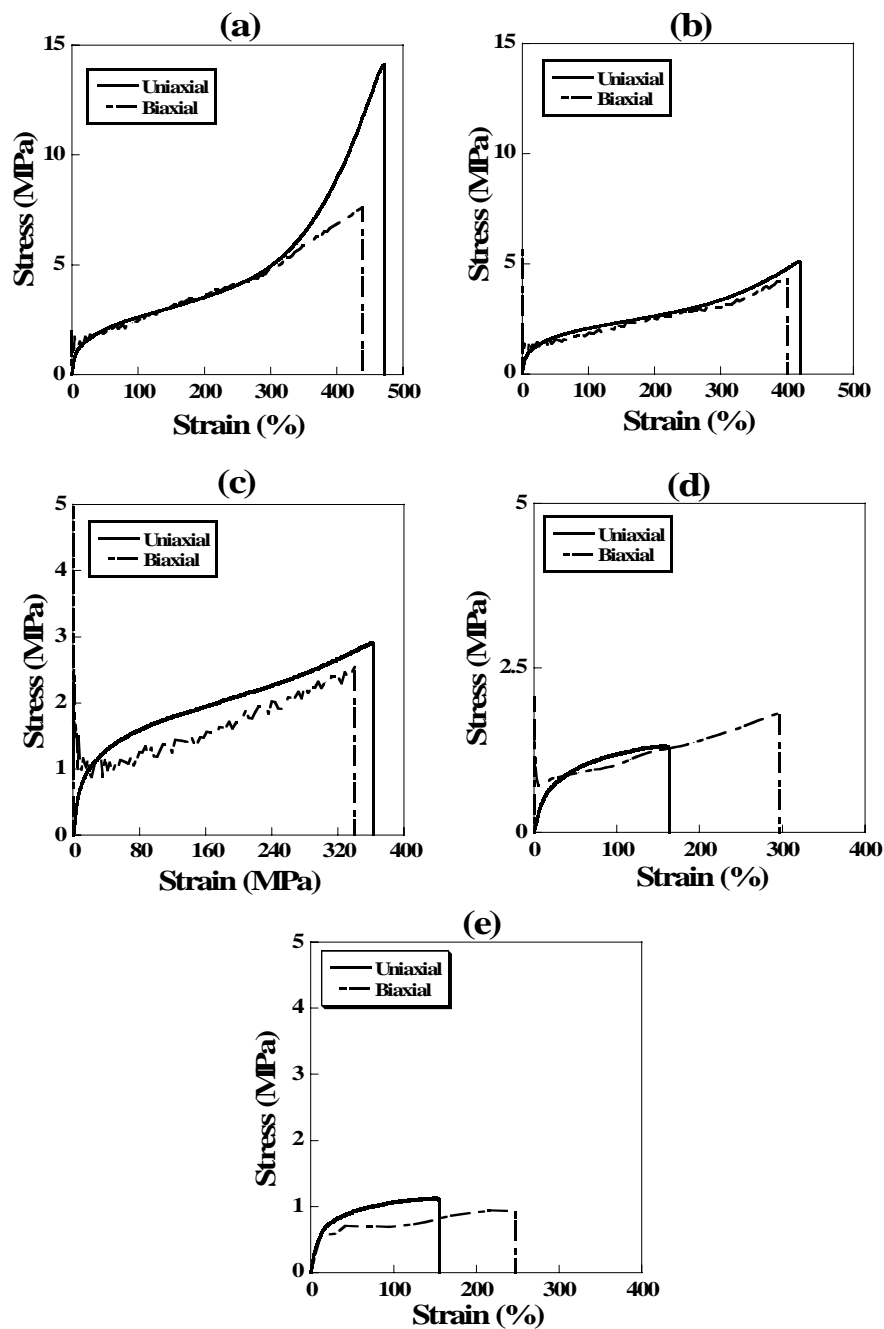 (a)
15
10
5
0
Stress (MPa)
Uniaxial
Biaxial
0 100 200 300 400 500
Strain (%)
(b)
15
10
5
0
Stress (MPa)
Uniaxial
Biaxial
0 100 200 300 400 500
Strain (%)
(c)
5
4
3
2
1
0
Stress (MPa)
Uniaxial
Biaxial
0 80 160 240 320 400
Strain (MPa)
(d)
5
2.5
0
Stress (MPa)
Uniaxial
Biaxial
0 100 200 300 400
Strain (%)
(e)
5
4
3
2
1
0
Stress (MPa)
Uniaxial
Biaxial
0 100 200 300 400
Strain (%)